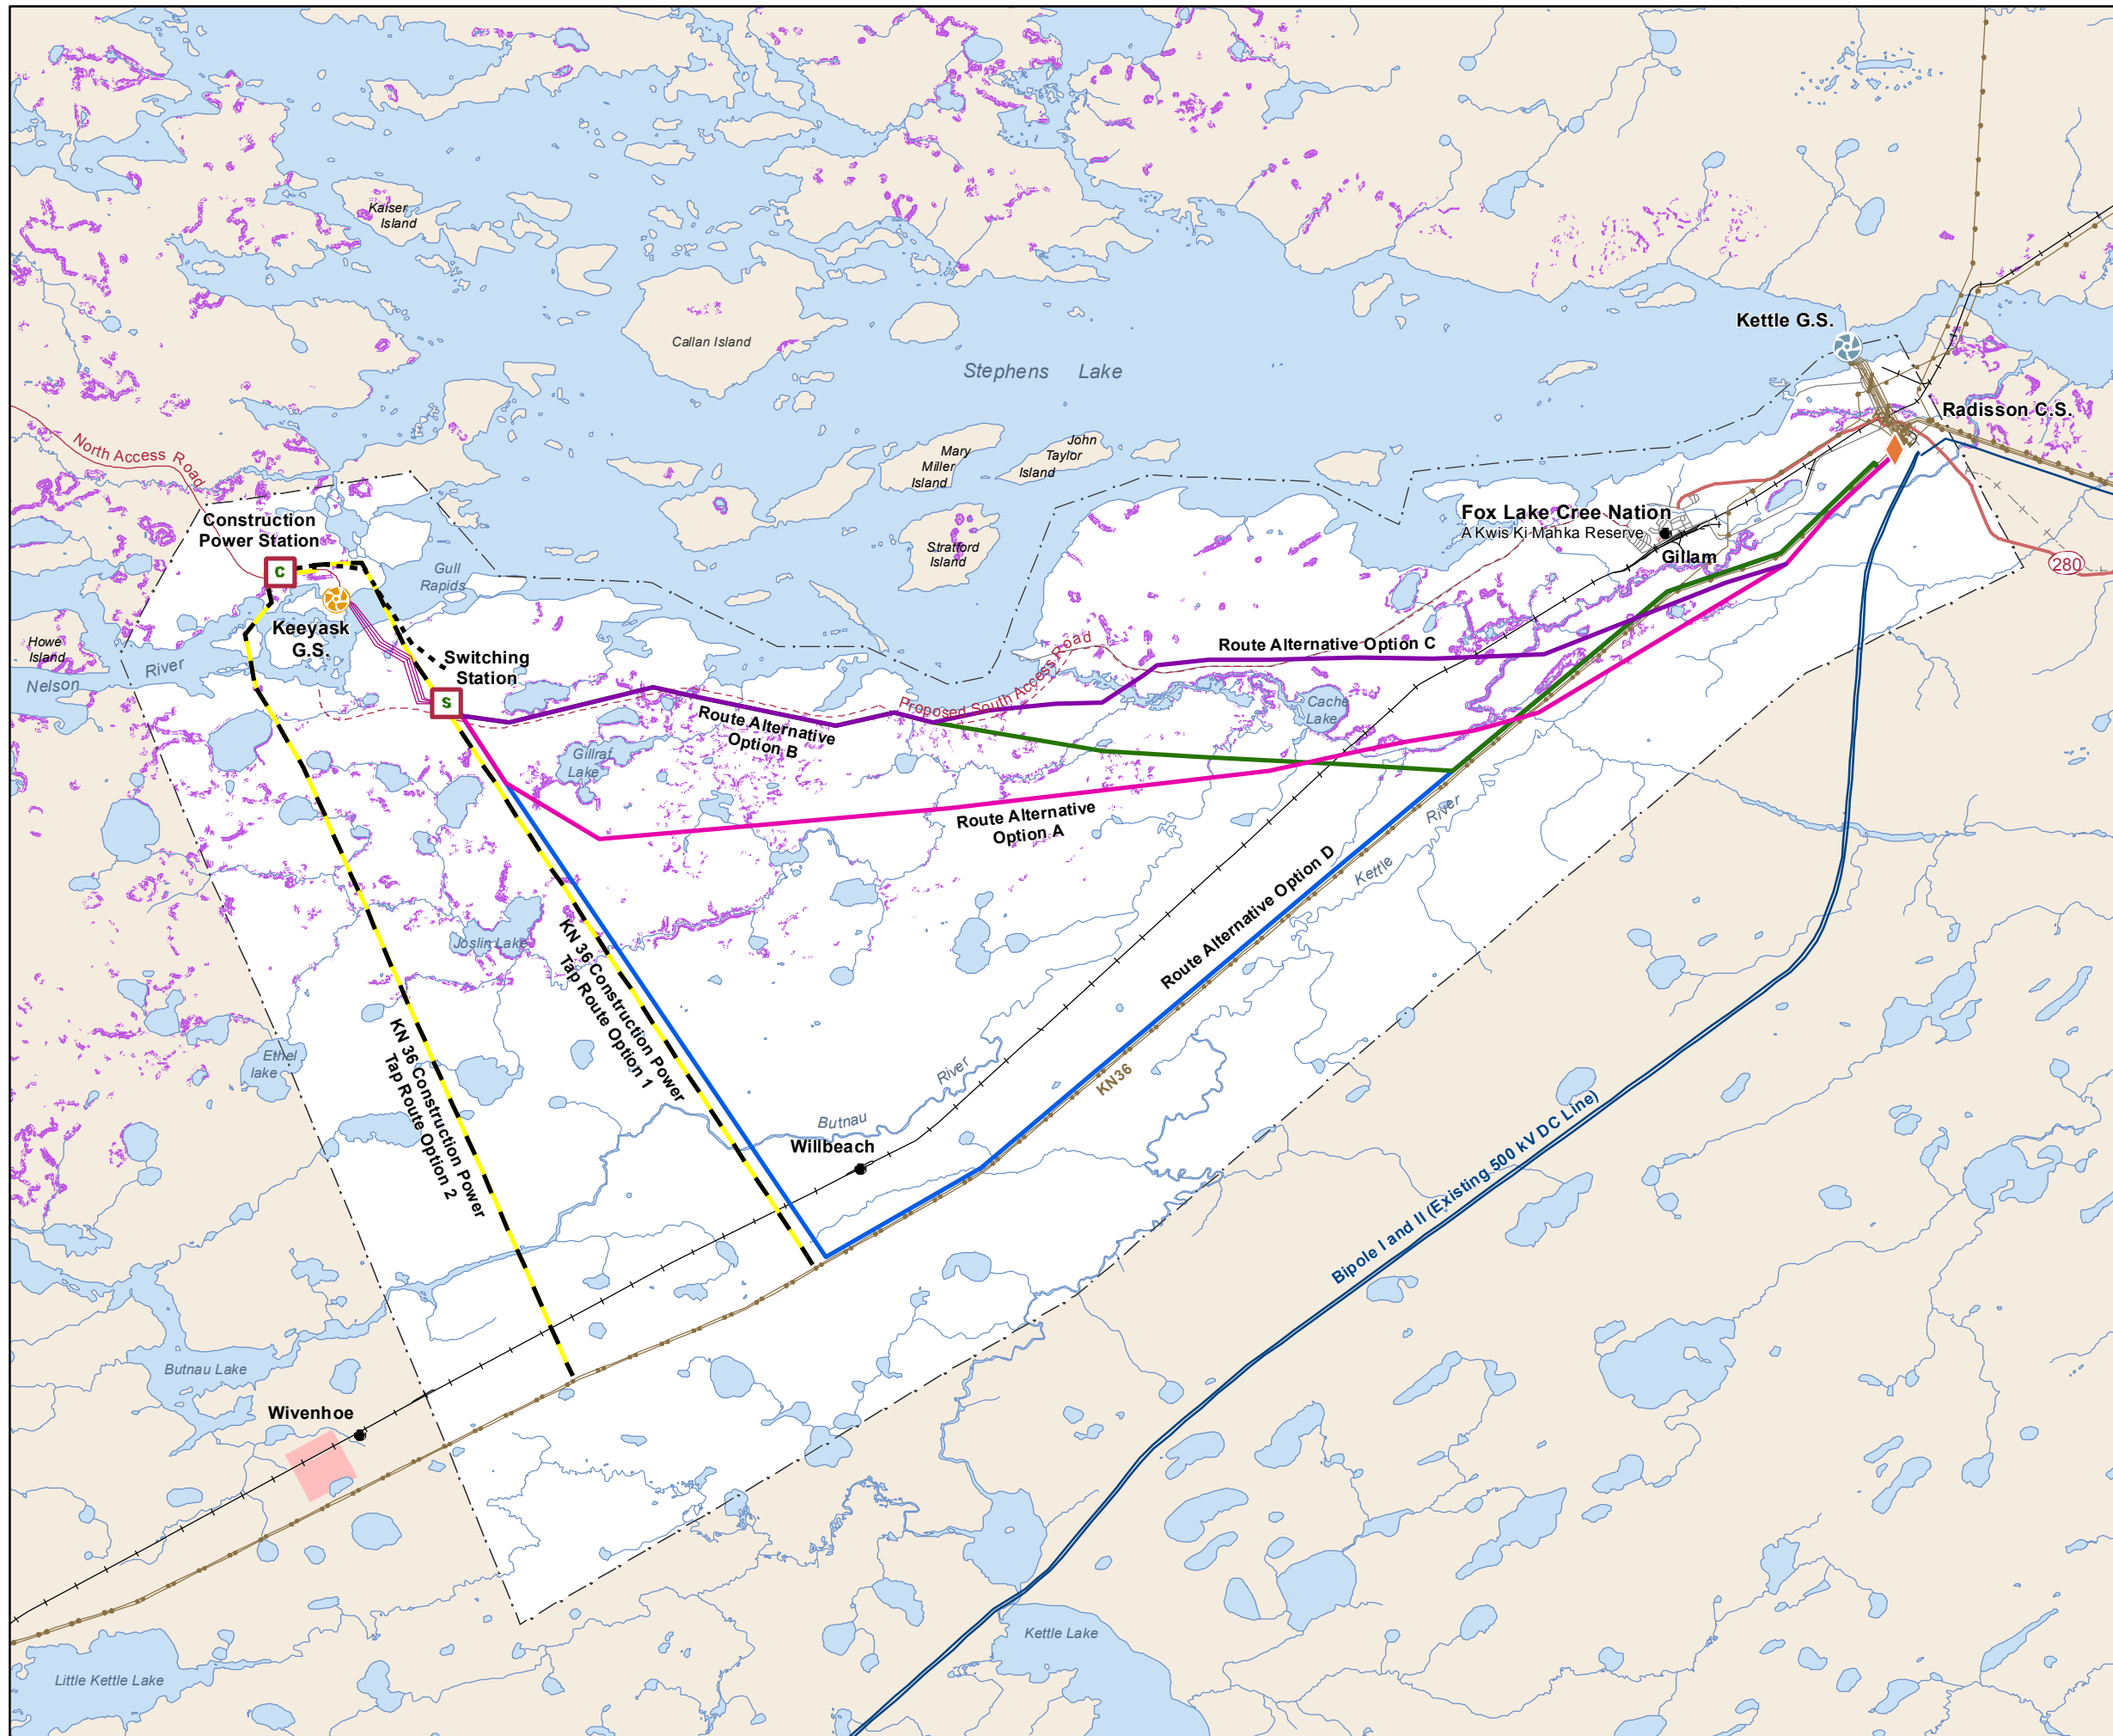 Kaiser
Island
Callan Island
Stephens Lake
Kettle G.S.
Radisson C.S.
Mary
Miller
Island
John
Taylor
Island
Stratford
Island
North Access Road
Construction
Power Station
C
Gull
Rapids
Keeyask
G.S.
Howe
Island
Nelson
River
Switching
Station
S
Fox Lake Cree Nation
A Kwis Ki Mahka Reserve
Gillam
280
Proposed South Access Road
Route Alternative Option C
Route Alternative
Option B
Cache
Lake
Gillrat
Lake
Route Alternative
Option A
Kettle
River
Route Alternative Option D
Joslin Lake
KN 36 Construction Power
Tap Route Option 1
KN 36 Construction Power
Tap Route Option 2
Ethel
lake
Butnau
River
KN36
Willbeach
Bipole I and II (Existing 500 kV DC Line)
Butnau Lake
Wivenhoe
Little Kettle Lake
Kettle Lake